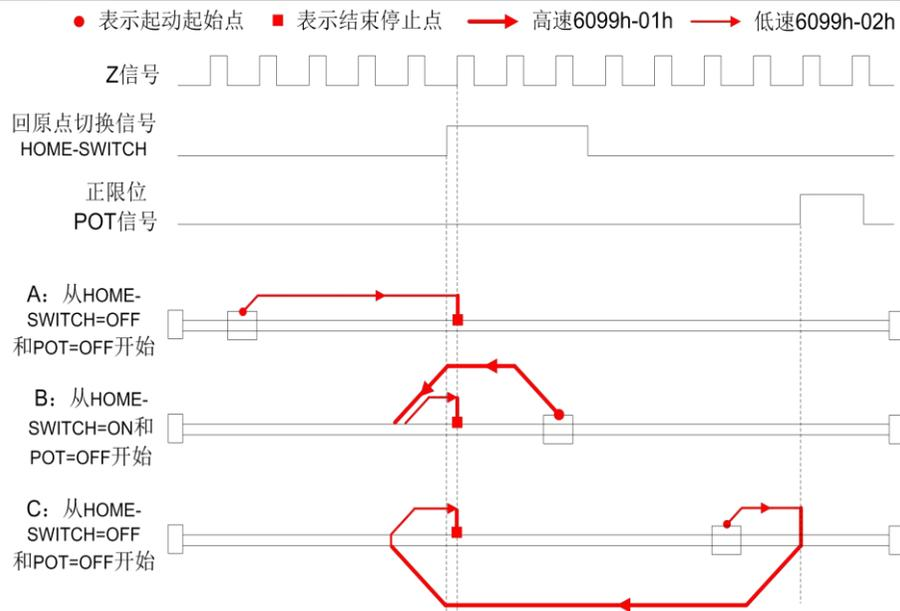 表示起动起始点 表示结束停止点 高速6099h-01h 低速6099h-02h
Z信号
回原点切换信号
HOME-SWITCH
正限位
POT信号
A：从HOME-
SWITCH=OFF
和POT=OFF开始
B：从HOME-
SWITCH=ON和
POT=OFF开始
C：从HOME-
SWITCH=OFF
和POT=OFF开始